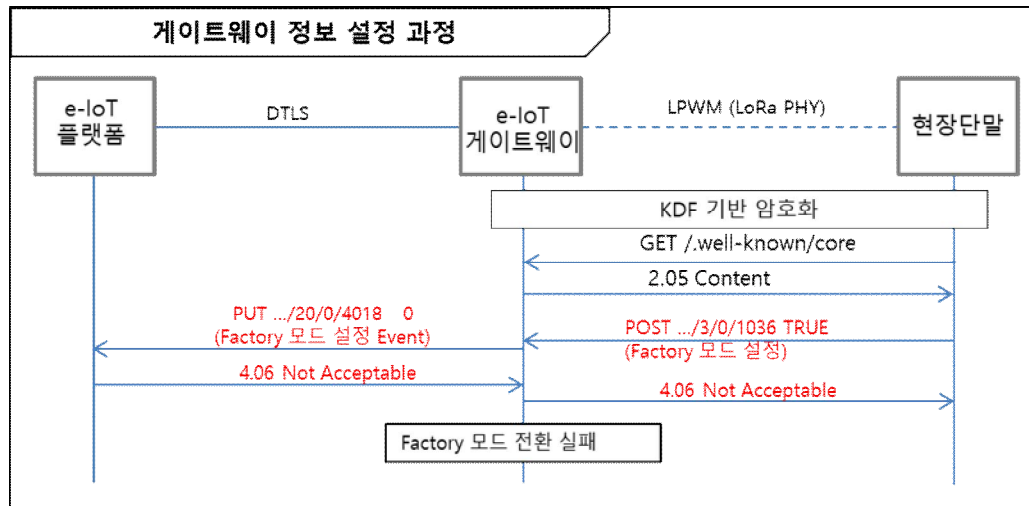 게이트웨이 정보 설정 과정
e-IoT
플랫폼
DTLS
e-IoT
게이트웨이
LPWM (LoRa PHY)
현장단말
KDF 기반 암호화
GET /.well-known/core
2.05 Content
PUT .../20/0/4018 0
(Factory 모드 설정 Event)
POST .../3/0/1036 TRUE
(Factory 모드 설정)
4.06 Not Acceptable
4.06 Not Acceptable
Factory 모드 전환 실패